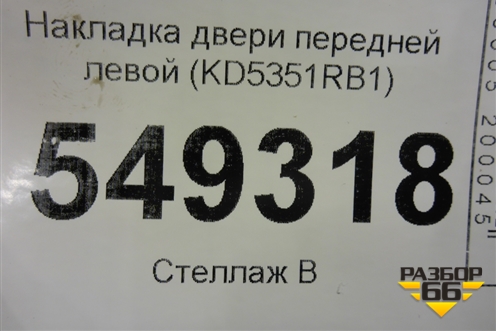 Накладка двери передней
левой (KD5351RB1)
549318
Стеллаж В
РАЗБОР
66